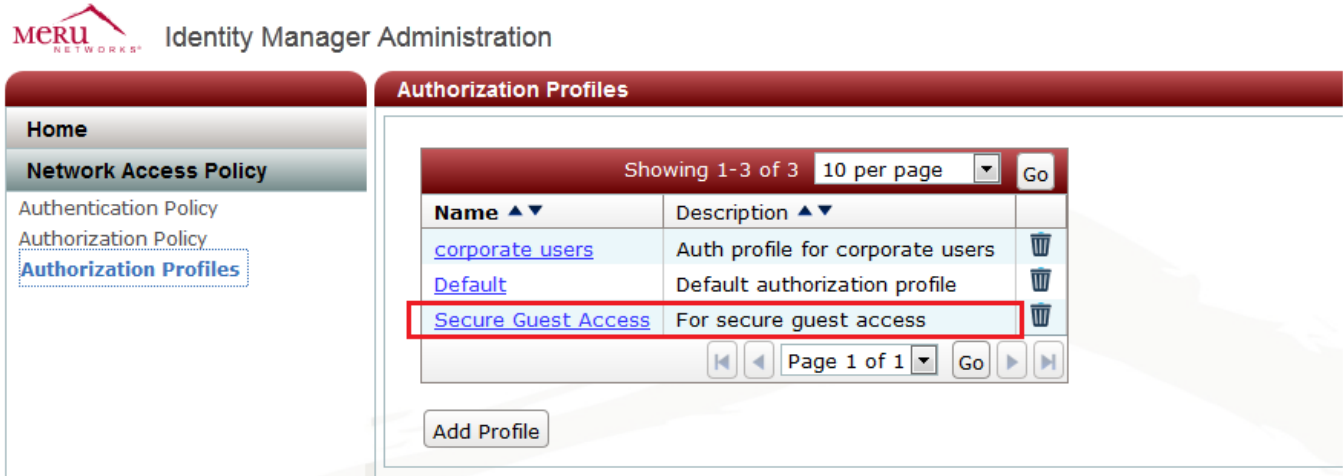 MERU
NETWORKS®
Identity Manager Administration
Authorization Profiles
Home
Network Access Policy
Authentication Policy
Authorization Policy
Authorization Profiles
Showing 1-3 of 3 10 per page Go
Name Description
corporate users Auth profile for corporate users
Default Default authorization profile
Secure Guest Access For secure guest access
Page 1 of 1 Go
Add Profile